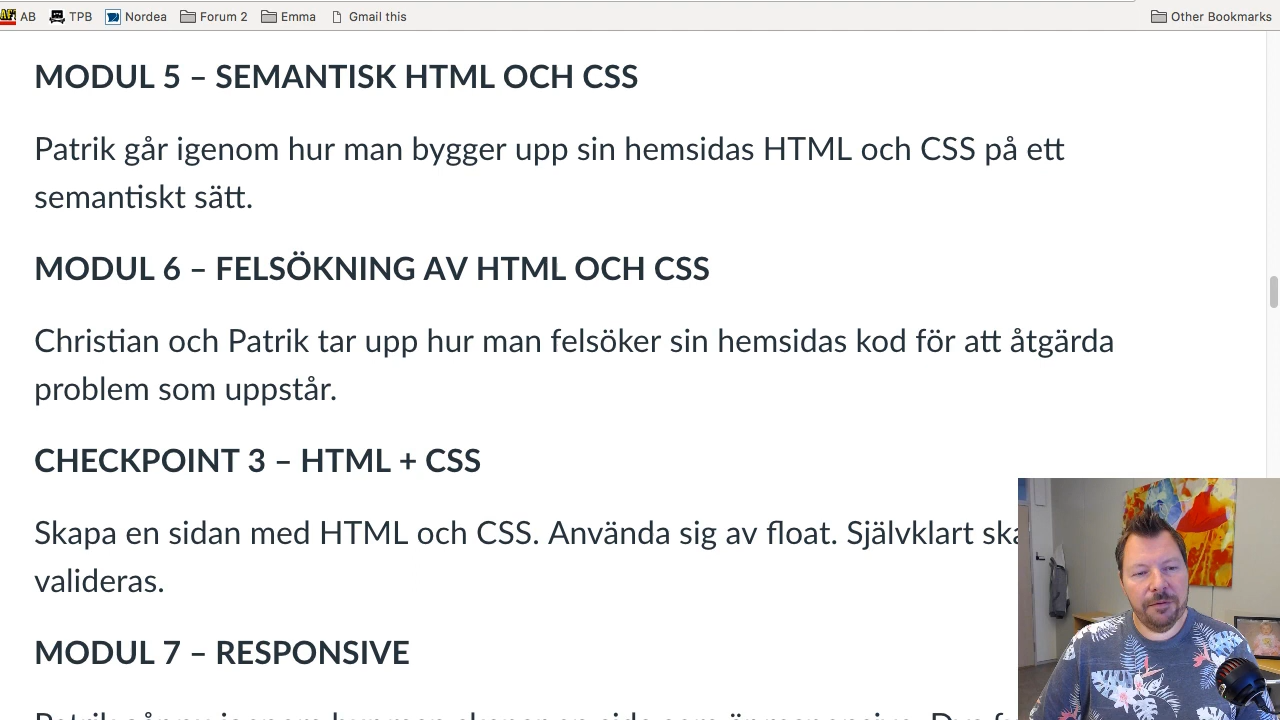 AB TPB Nordea Forum 2 Emma Gmail this Other Bookmarks
MODUL 5 – SEMANTISK HTML OCH CSS
Patrik går igenom hur man bygger upp sin hemsidas HTML och CSS på ett
semantiskt sätt.
MODUL 6 – FELSÖKNING AV HTML OCH CSS
Christian och Patrik tar upp hur man felsöker sin hemsidas kod för att åtgärda
problem som uppstår.
CHECKPOINT 3 – HTML + CSS
Skapa en sidan med HTML och CSS. Använda sig av float. Självklart ska
valideras.
MODUL 7 – RESPONSIVE